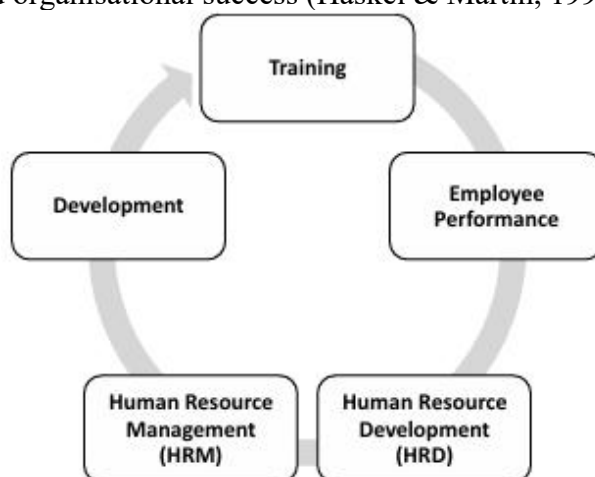 organisational success (Haskel & Martin, 199
Training
Employee
Performance
Human Resource
Development
(HRD)
Human Resource
Management
(HRM)
Development